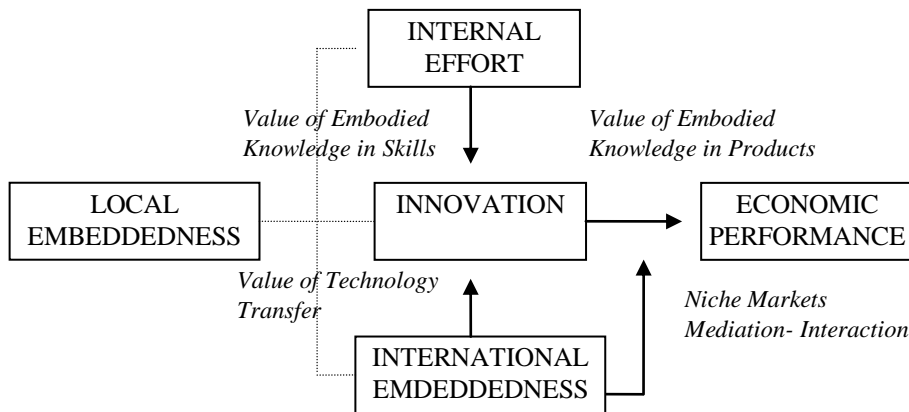 INTERNAL
EFFORT
Value of Embodied
Knowledge in Skills
Value of Embodied
Knowledge in Products
LOCAL
EMBEDDEDNESS
INNOVATION
ECONOMIC
PERFORMANCE
Value of Technology
Transfer
Niche Markets
Mediation- Interaction
INTERNATIONAL
EMDEDDEDNESS